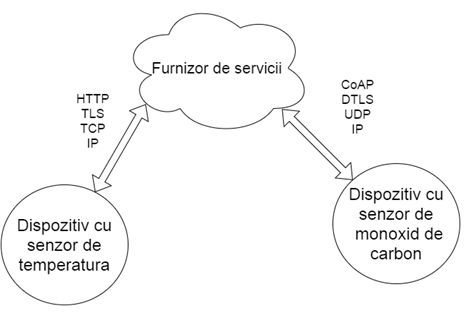 Furnizor de servicii
HTTP
TLS
TCP
IP
CoAP
DTLS
UDP
IP
Dispozitiv cu
senzor de
temperatura
Dispozitiv cu
senzor de
monoxid de
carbon